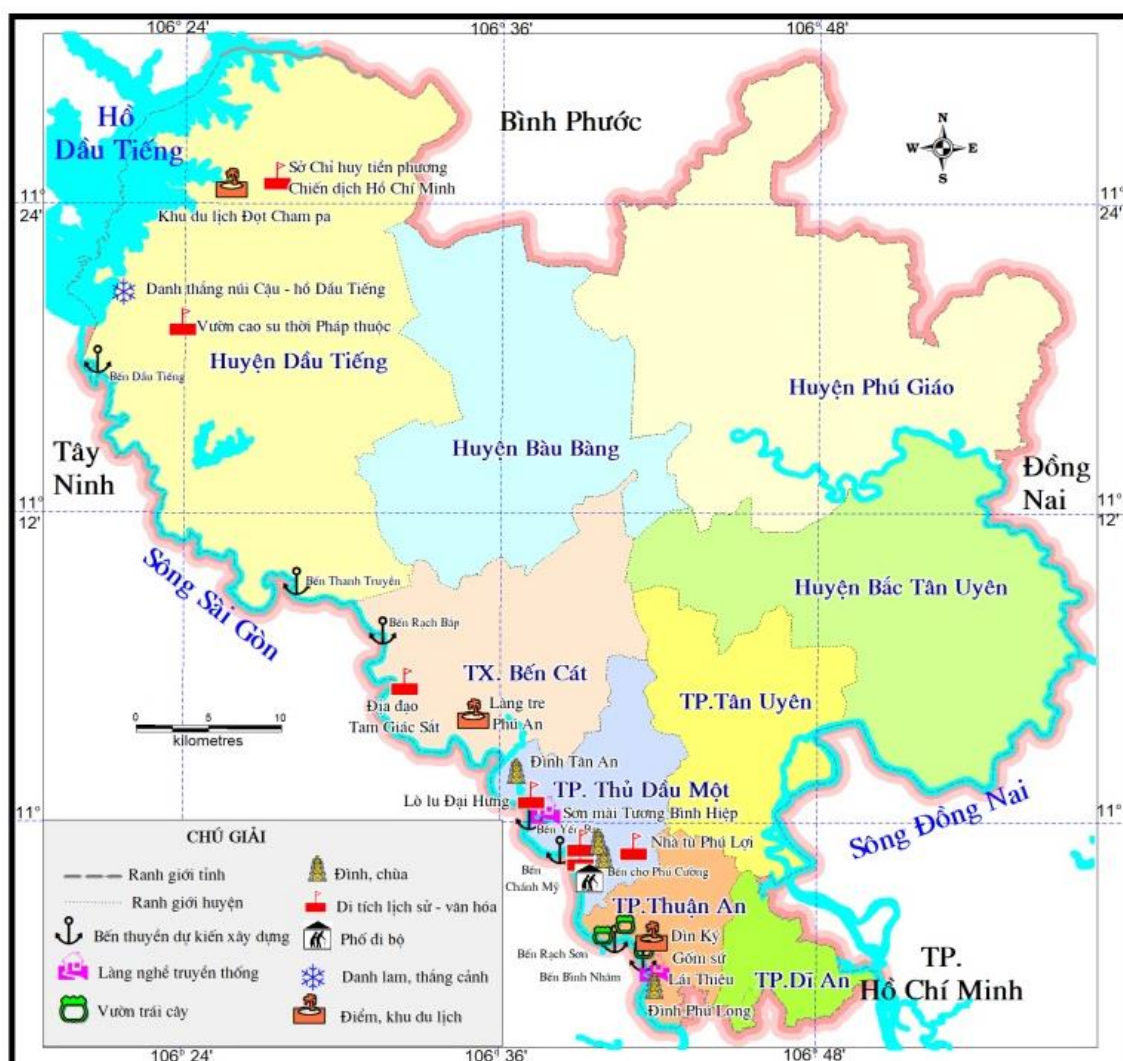 106° 24'
106° 36'
106° 48'
Hồ
Dầu Tiếng
Bình Phước
N
W E
S
11°
24'
11°
24'
Sở Chỉ huy tiền phương
Chiến dịch Hồ Chí Minh
Khu du lịch Đọt Cham pa
Danh thắng núi Cậu - hồ Dầu Tiếng
Vườn cao su thời Pháp thuộc
Huyện Dầu Tiếng
Bến Dầu Tiếng
Huyện Phú Giáo
Huyện Bàu Bàng
Tây
Ninh
Đồng
Nai
11°
12'
11°
12'
Sông Sài Gòn
Bến Thanh Truyền
Huyện Bắc Tân Uyên
Bến Rạch Bắp
TX. Bến Cát
TP.Tân Uyên
Địa đạo
Tam Giác Sắt
Làng tre
Phú An
0 5 10
kilometres
Đình Tân An
TP. Thủ Dầu Một
Lò lu Đại Hưng
Sơn mài Tương Bình Hiệp
Sông Đồng Nai
11°
11°
Nhà tù Phú Lợi
Bến
Chánh Mỹ
Bến chợ Phú Cường
TP.Thuận An
Bến Rạch Sơn
Dìn Ký
Gốm sứ
Lái Thiêu
Bến Bình Nhâm
Đình Phú Long
TP.Dĩ An
TP.
Hồ Chí Minh
CHÚ GIẢI
Ranh giới tỉnh
Ranh giới huyện
Bến thuyền dự kiến xây dựng
Làng nghề truyền thống
Vườn trái cây
Đình, chùa
Di tích lịch sử - văn hóa
Phố đi bộ
Danh lam, thắng cảnh
Điểm, khu du lịch
106° 24'
106° 36'
106° 48'